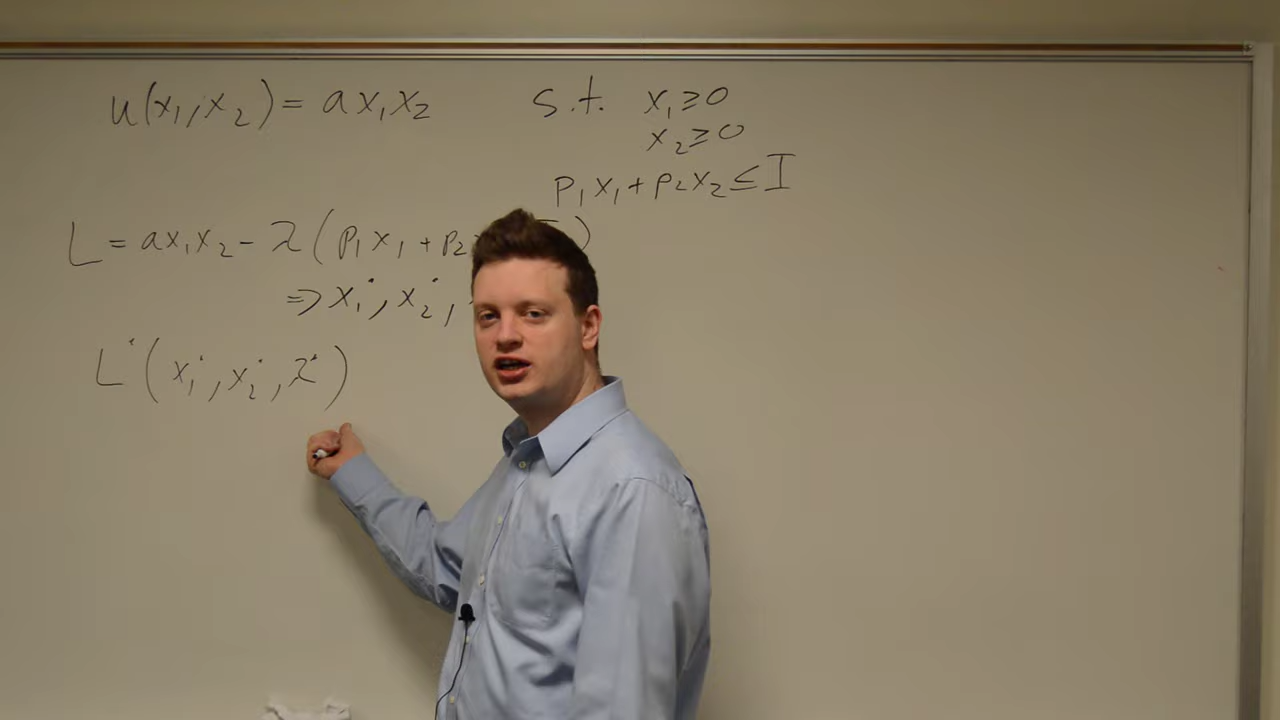 u(x₁, x₂) = ax₁x₂ s.t. x₁ ≥ 0
x₂ ≥ 0
p₁x₁ + p₂x₂ ≤ I
L = ax₁x₂ - λ(p₁x₁ + p₂ )
⇒ x₁*, x₂*,
L*(x₁*, x₂*, λ*)